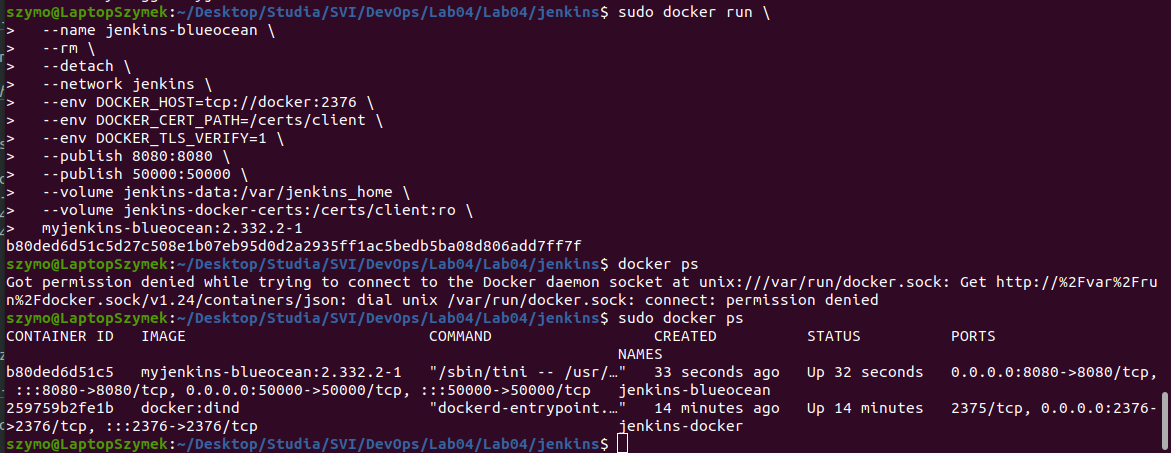 szymo@LaptopSzymek:~/Desktop/Studia/SVI/DevOps/Lab04/Lab04/jenkins$ sudo docker run \
>   --name jenkins-blueocean \
>   --rm \
>   --detach \
>   --network jenkins \
>   --env DOCKER_HOST=tcp://docker:2376 \
>   --env DOCKER_CERT_PATH=/certs/client \
>   --env DOCKER_TLS_VERIFY=1 \
>   --publish 8080:8080 \
>   --publish 50000:50000 \
>   --volume jenkins-data:/var/jenkins_home \
>   --volume jenkins-docker-certs:/certs/client:ro \
>   myjenkins-blueocean:2.332.2-1
b80ded6d51c5d27c508e1b07eb95d0d2a2935ff1ac5bedb5ba08d806add7ff7f
szymo@LaptopSzymek:~/Desktop/Studia/SVI/DevOps/Lab04/Lab04/jenkins$ docker ps
Got permission denied while trying to connect to the Docker daemon socket at unix:///var/run/docker.sock: Get http://%2Fvar%2Fru
n%2Fdocker.sock/v1.24/containers/json: dial unix /var/run/docker.sock: connect: permission denied
szymo@LaptopSzymek:~/Desktop/Studia/SVI/DevOps/Lab04/Lab04/jenkins$ sudo docker ps
CONTAINER ID   IMAGE                           COMMAND                  CREATED          STATUS          PORTS
NAMES
b80ded6d51c5   myjenkins-blueocean:2.332.2-1   "/sbin/tini -- /usr/…"   33 seconds ago   Up 32 seconds   0.0.0.0:8080->8080/tcp,
 :::8080->8080/tcp, 0.0.0.0:50000->50000/tcp, :::50000->50000/tcp   jenkins-blueocean
259759b2fe1b   docker:dind                     "dockerd-entrypoint.…"   14 minutes ago   Up 14 minutes   2375/tcp, 0.0.0.0:2376-
>2376/tcp, :::2376->2376/tcp                                        jenkins-docker
szymo@LaptopSzymek:~/Desktop/Studia/SVI/DevOps/Lab04/Lab04/jenkins$